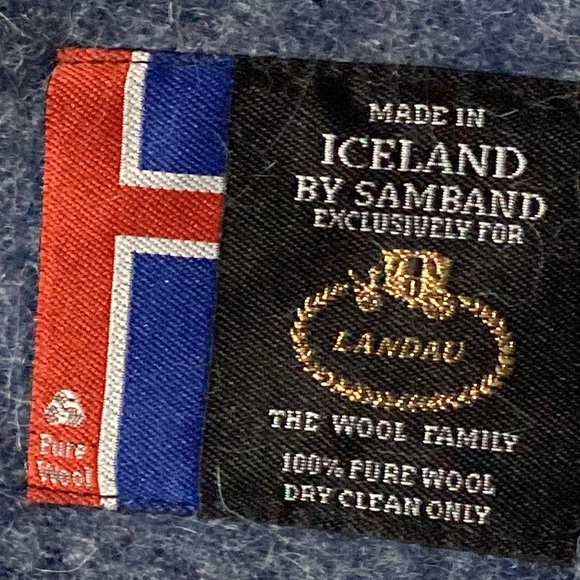 MADE IN
ICELAND
BY SAMBAND
EXCLUSIVELY FOR
LANDAU
THE WOOL FAMILY
100% PURE WOOL
DRY CLEAN ONLY
Pure
Wool